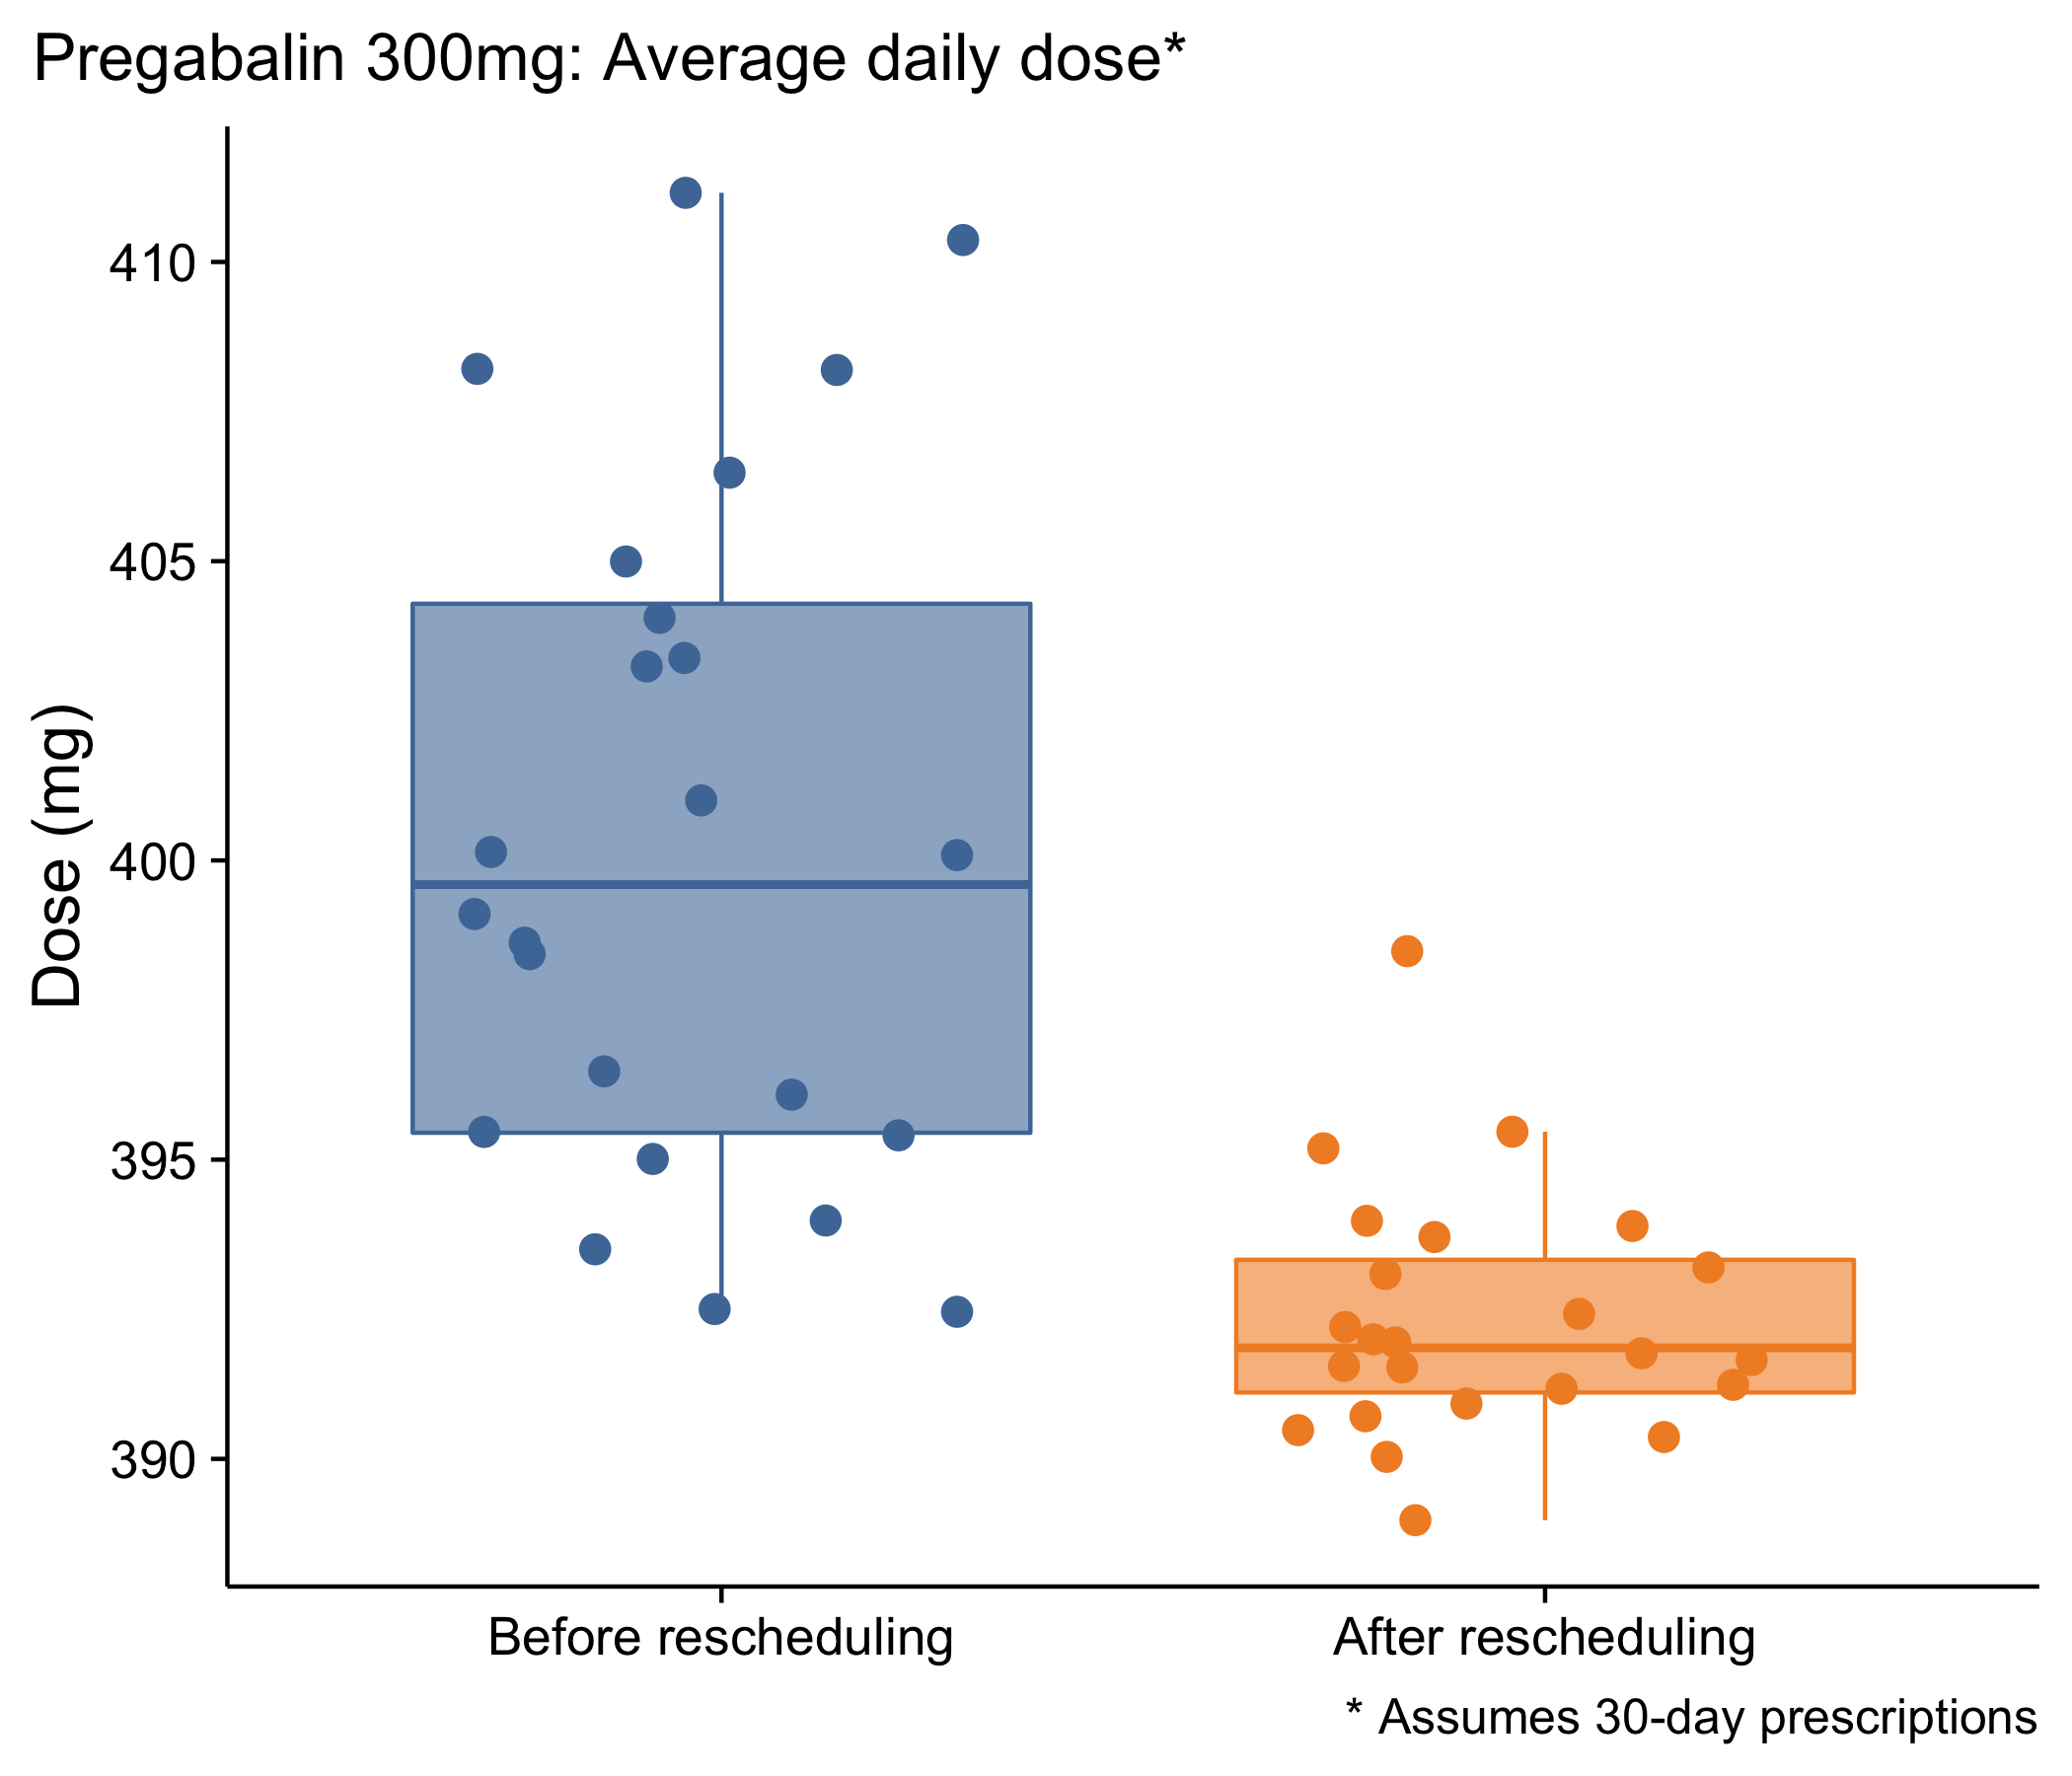 Pregabalin 300mg: Average daily dose*
Dose (mg)
410
405
400
395
390
Before rescheduling
After rescheduling
* Assumes 30-day prescriptions